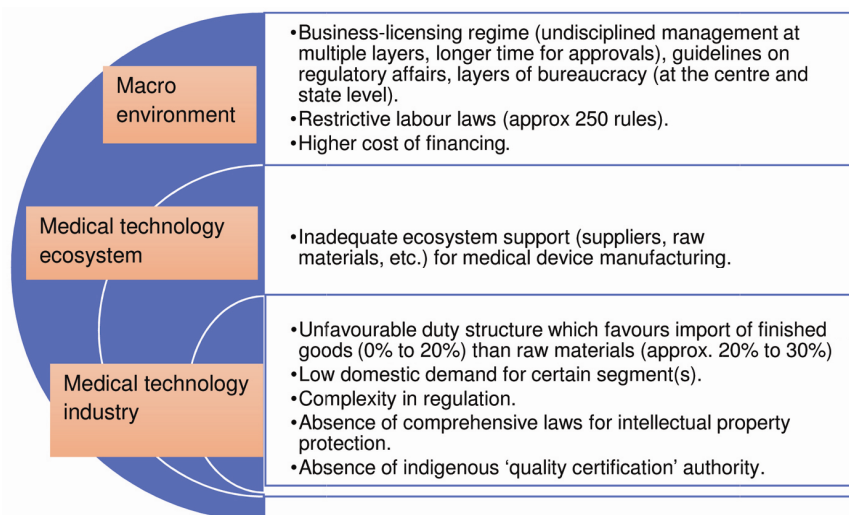 Macro
environment
•Business-licensing regime (undisciplined management at
multiple layers, longer time for approvals), guidelines on
regulatory affairs, layers of bureaucracy (at the centre and
state level).
•Restrictive labour laws (approx 250 rules).
•Higher cost of financing.
Medical technology
ecosystem
•Inadequate ecosystem support (suppliers, raw
materials, etc.) for medical device manufacturing.
Medical technology
industry
•Unfavourable duty structure which favours import of finished
goods (0% to 20%) than raw materials (approx. 20% to 30%)
•Low domestic demand for certain segment(s).
•Complexity in regulation.
•Absence of comprehensive laws for intellectual property
protection.
•Absence of indigenous ‘quality certification’ authority.